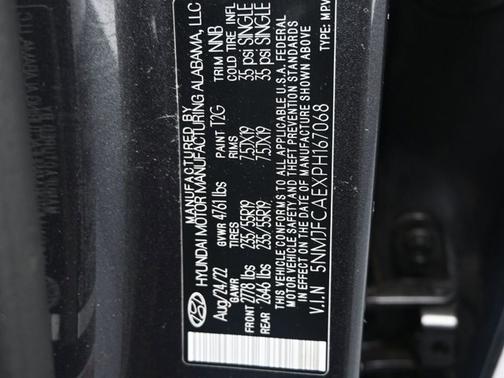 MANUFACTURED BY
HYUNDAI MOTOR MANUFACTURING ALABAMA, LLC
Aug/24/22 GVWR 4761lbs PAINT T2G TRIM NNB
GAWR RIMS COLD TIRE INFL
FRONT 2778 lbs 235/55R19 7.5JX19 35 psi SINGLE
REAR 2646 lbs 235/55R19 7.5JX19 35 psi SINGLE
THIS VEHICLE CONFORMS TO ALL APPLICABLE U.S.A. FEDERAL
MOTOR VEHICLE SAFETY AND THEFT PREVENTION STANDARDS
IN EFFECT ON THE DATE OF MANUFACTURE SHOWN ABOVE
V.I.N 5NMJFCAEXPH167068 TYPE: MPV